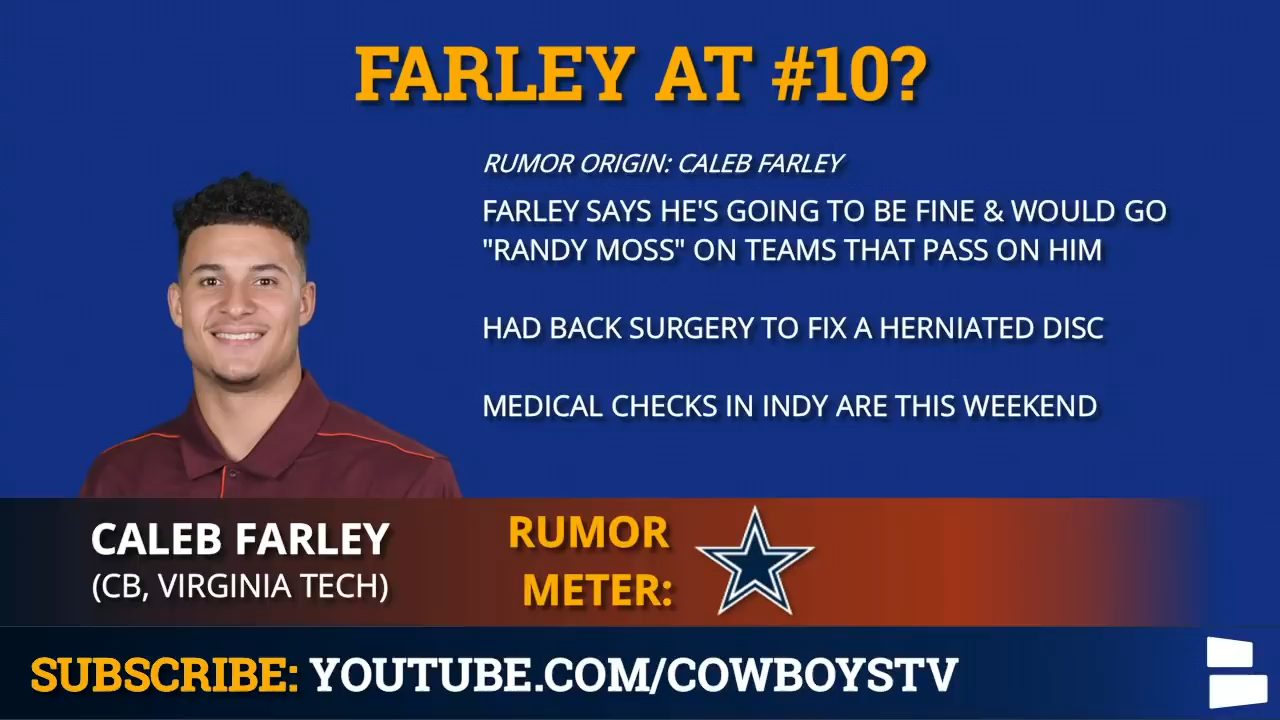 FARLEY AT #10?
RUMOR ORIGIN: CALEB FARLEY
FARLEY SAYS HE'S GOING TO BE FINE & WOULD GO
"RANDY MOSS" ON TEAMS THAT PASS ON HIM
HAD BACK SURGERY TO FIX A HERNIATED DISC
MEDICAL CHECKS IN INDY ARE THIS WEEKEND
CALEB FARLEY
(CB, VIRGINIA TECH)
RUMOR
METER:
SUBSCRIBE: YOUTUBE.COM/COWBOYSTV